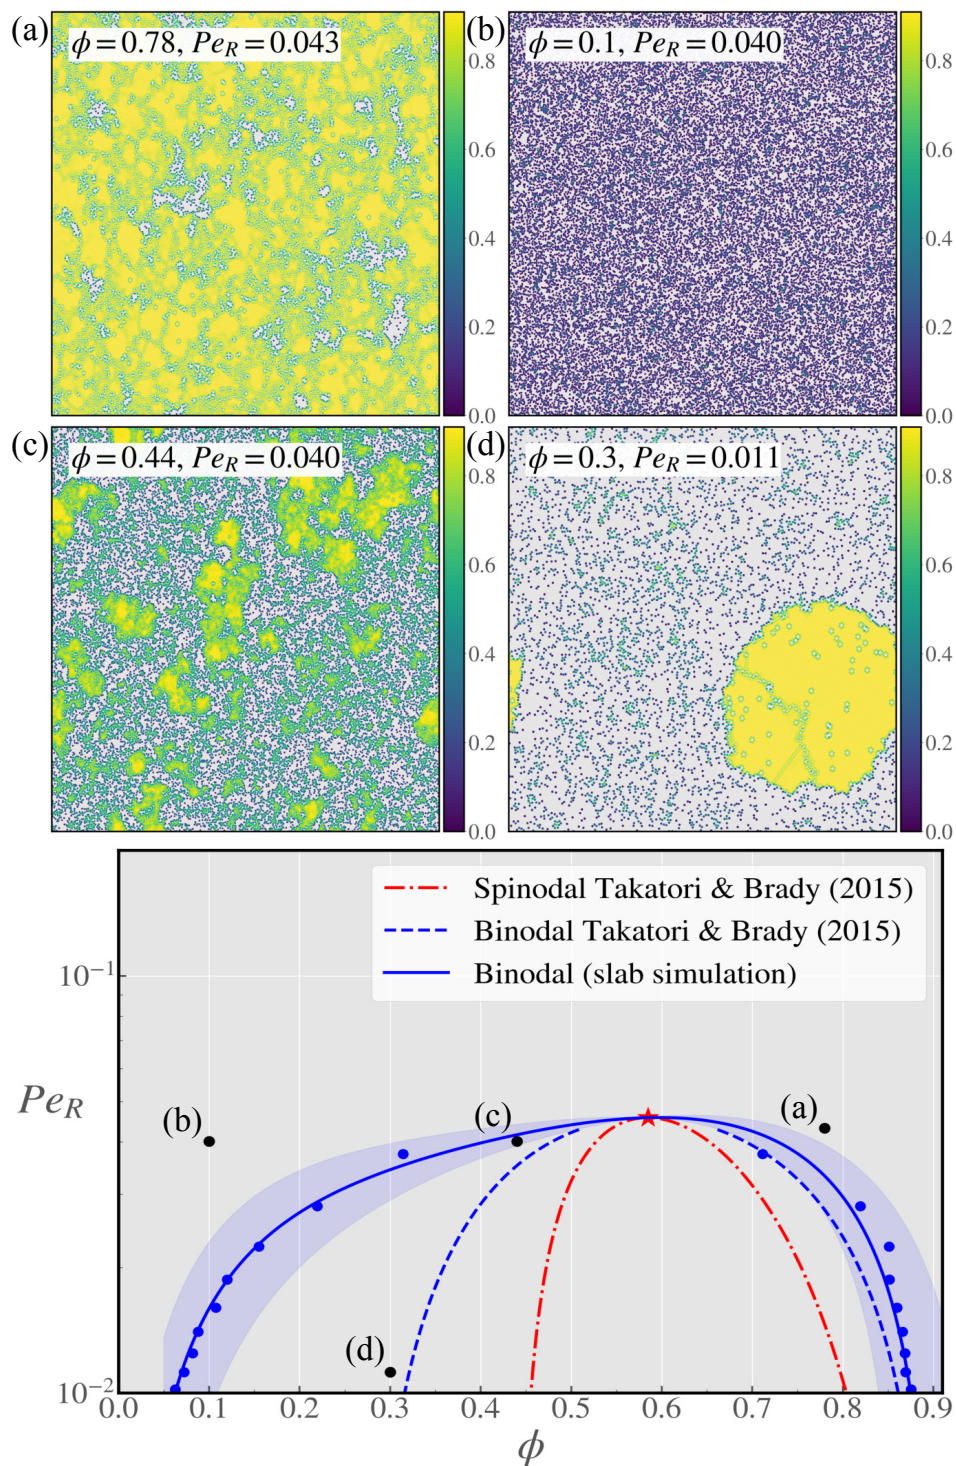 (a)
ϕ = 0.78, Pe_R = 0.043
0.8
0.6
0.4
0.2
0.0
(b)
ϕ = 0.1, Pe_R = 0.040
0.8
0.6
0.4
0.2
0.0
(c)
ϕ = 0.44, Pe_R = 0.040
0.8
0.6
0.4
0.2
0.0
(d)
ϕ = 0.3, Pe_R = 0.011
0.8
0.6
0.4
0.2
0.0
Spinodal Takatori & Brady (2015)
Binodal Takatori & Brady (2015)
Binodal (slab simulation)
10⁻¹
Pe_R
10⁻²
(b)
(c)
(a)
(d)
0.0 0.1 0.2 0.3 0.4 0.5 0.6 0.7 0.8 0.9
ϕ